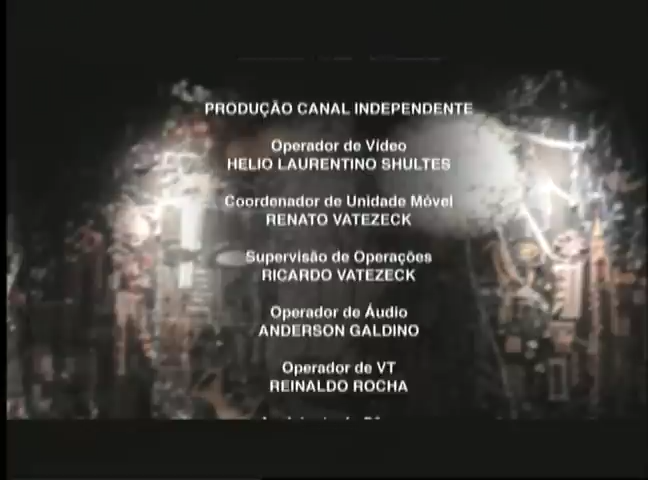 PRODUÇÃO CANAL INDEPENDENTE
Operador de Vídeo
HELIO LAURENTINO SHULTES
Coordenador de Unidade Móvel
RENATO VATEZECK
Supervisão de Operações
RICARDO VATEZECK
Operador de Áudio
ANDERSON GALDINO
Operador de VT
REINALDO ROCHA